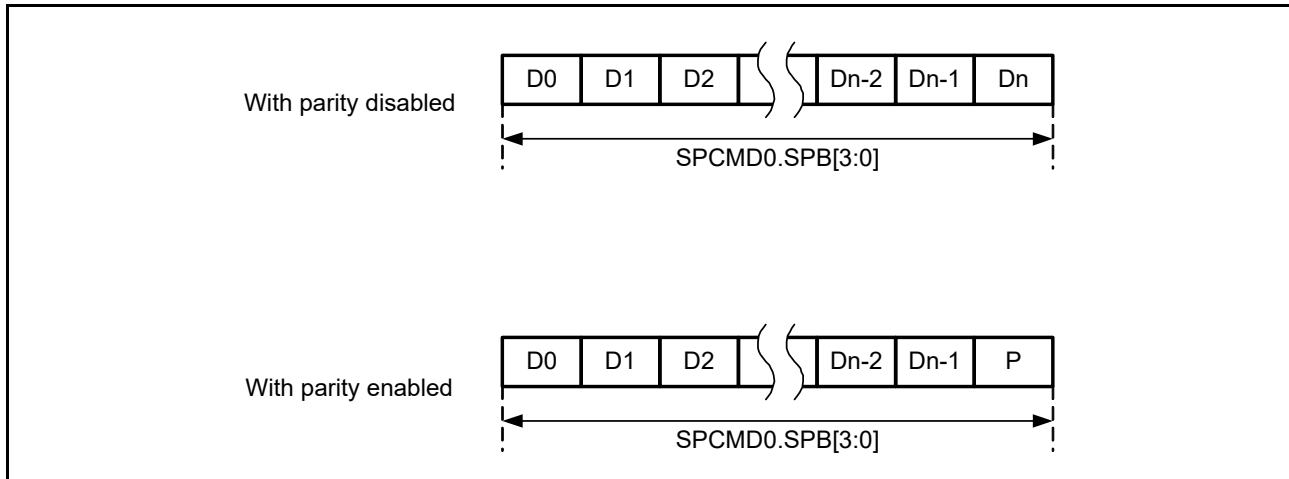 D0 D1 D2 Dn-2 Dn-1 Dn
With parity disabled
SPCMD0.SPB[3:0]
D0 D1 D2 Dn-2 Dn-1 P
With parity enabled
SPCMD0.SPB[3:0]